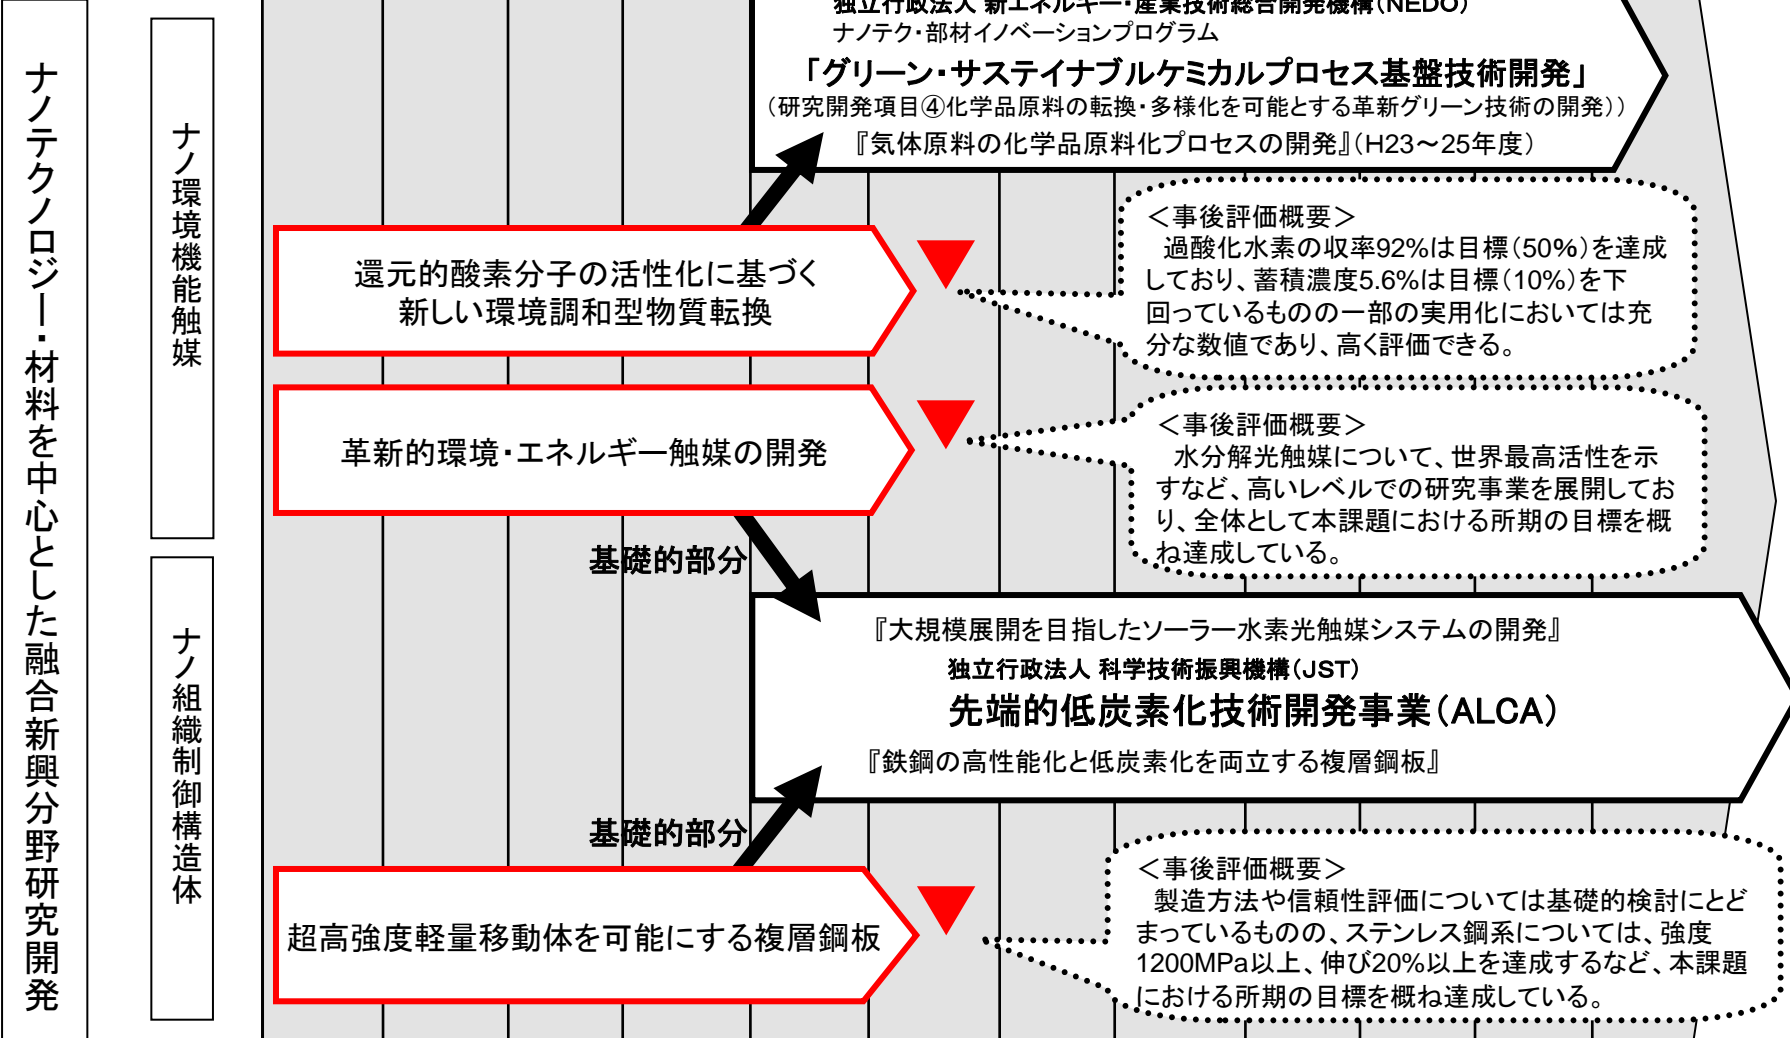 ナノテクノロジー・材料を中心とした融合新興分野研究開発
ナノ環境機能触媒
独立行政法人 新エネルギー・産業技術総合開発機構（NEDO）
ナノテク・部材イノベーションプログラム
「グリーン・サステイナブルケミカルプロセス基盤技術開発」
（研究開発項目④化学品原料の転換・多様化を可能とする革新グリーン技術の開発））
『気体原料の化学品原料化プロセスの開発』（H23～25年度）
還元的酸素分子の活性化に基づく
新しい環境調和型物質転換
＜事後評価概要＞
過酸化水素の収率92%は目標（50%）を達成
しており、蓄積濃度5.6%は目標（10%）を下
回っているものの一部の実用化においては充
分な数値であり、高く評価できる。
革新的環境・エネルギー触媒の開発
＜事後評価概要＞
水分解光触媒について、世界最高活性を示
すなど、高いレベルでの研究事業を展開してお
り、全体として本課題における所期の目標を概
ね達成している。
基礎的部分
ナノ組織制御構造体
『大規模展開を目指したソーラー水素光触媒システムの開発』
独立行政法人 科学技術振興機構（JST）
先端的低炭素化技術開発事業（ALCA）
『鉄鋼の高性能化と低炭素化を両立する複層鋼板』
基礎的部分
超高強度軽量移動体を可能にする複層鋼板
＜事後評価概要＞
製造方法や信頼性評価については基礎的検討にとど
まっているものの、ステンレス鋼系については、強度
1200MPa以上、伸び20%以上を達成するなど、本課題
における所期の目標を概ね達成している。